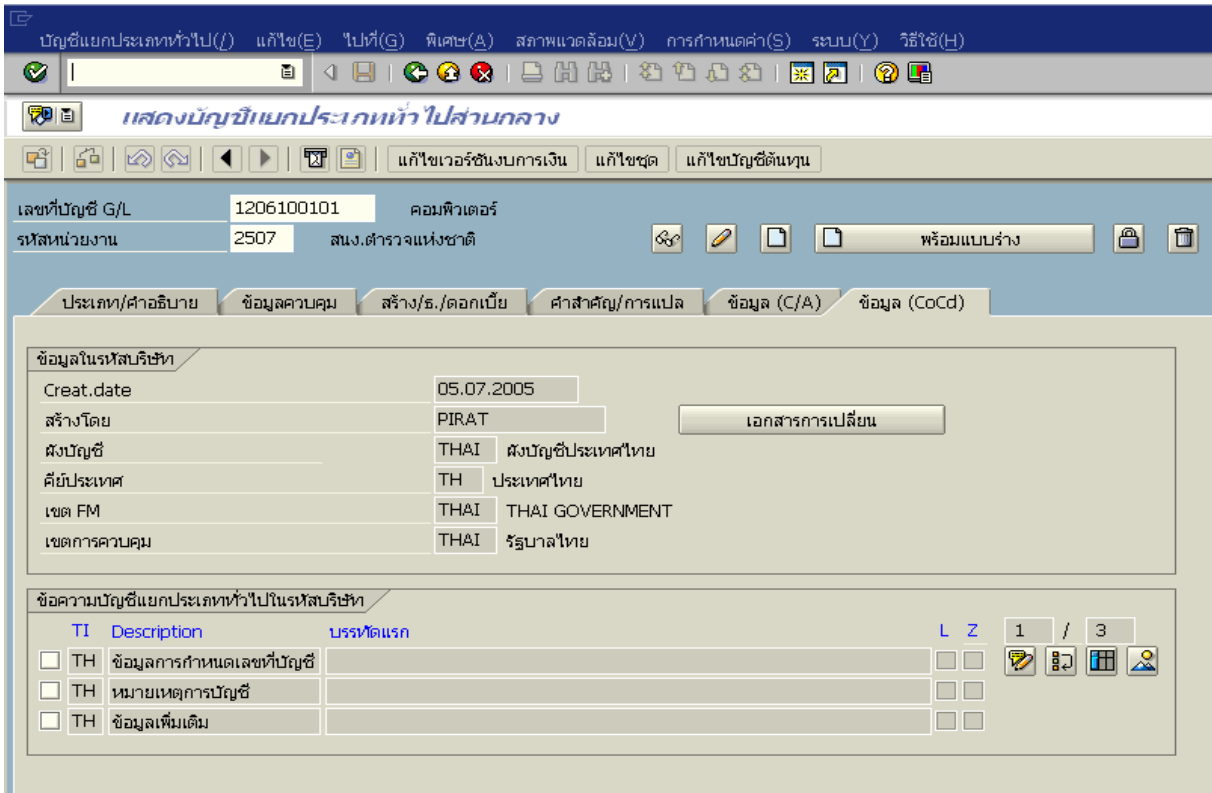 บัญชีแยกประเภททั่วไป(/) แก้ไข(E) ไปที่(G) พิเศษ(A) สภาพแวดล้อม(V) การกำหนดค่า(S) ระบบ(Y) วิธีใช้(H)
แสดงบัญชีแยกประเภททั่วไปส่วนกลาง
แก้ไขเวอร์ชันงบการเงิน แก้ไขชุด แก้ไขบัญชีต้นทุน
เลขที่บัญชี G/L 1206100101 คอมพิวเตอร์
รหัสหน่วยงาน 2507 สนง.ตำรวจแห่งชาติ พร้อมแบบร่าง
ประเภท/คำอธิบาย ข้อมูลควบคุม สร้าง/ธ./ดอกเบี้ย คำสำคัญ/การแปล ข้อมูล (C/A) ข้อมูล (CoCd)
ข้อมูลในรหัสบริษัท
Creat.date 05.07.2005
สร้างโดย PIRAT เอกสารการเปลี่ยน
ผังบัญชี THAI ผังบัญชีประเทศไทย
คีย์ประเทศ TH ประเทศไทย
เขต FM THAI THAI GOVERNMENT
เขตการควบคุม THAI รัฐบาลไทย
ข้อความบัญชีแยกประเภททั่วไปในรหัสบริษัท
TI Description บรรทัดแรก L Z 1 / 3
TH ข้อมูลการกำหนดเลขที่บัญชี
TH หมายเหตุการบัญชี
TH ข้อมูลเพิ่มเติม